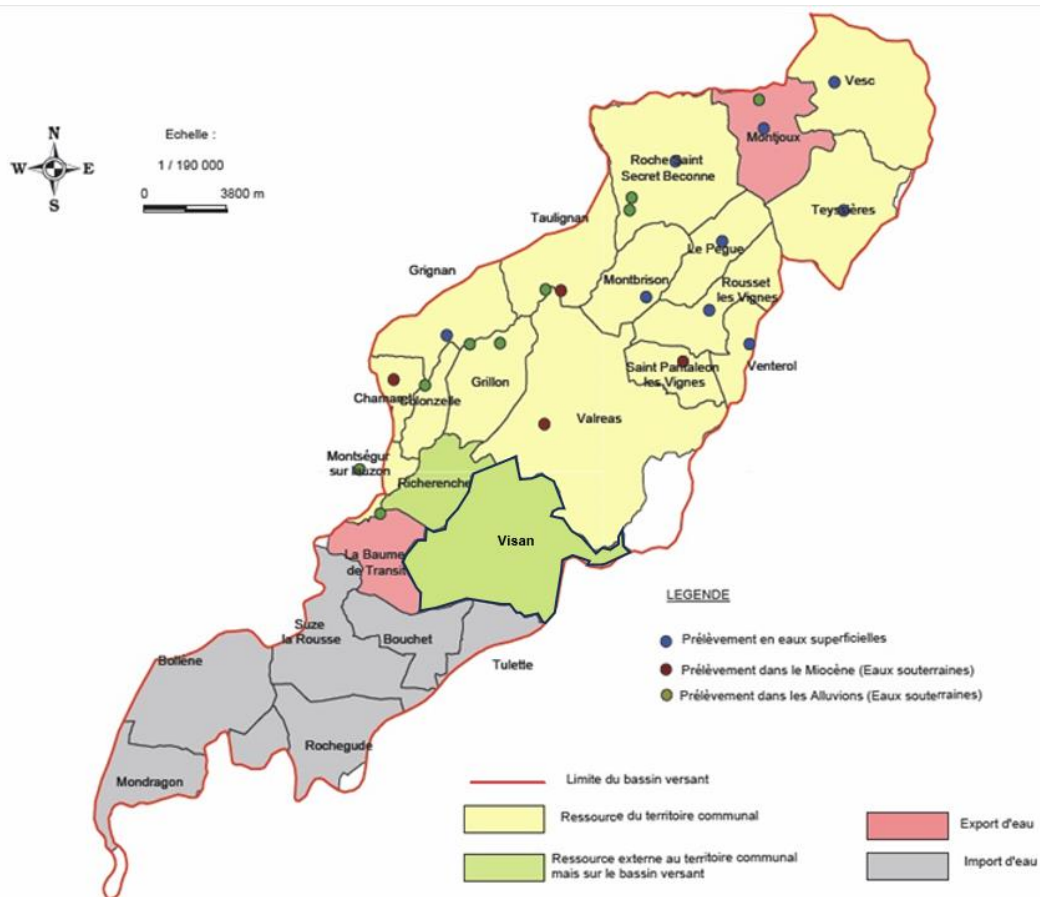 N
W E
S
Echelle :
1 / 190 000
0 3800 m
Vesc
Montjoux
Roche Saint
Secret Beconne
Teyssières
Taulignan
Le Pègue
Grignan
Montbrison
Rousset
les Vignes
Saint Pantaleon
les Vignes
Venterol
Grillon
Colonzelle
Valreas
Montségur
sur lauzon
Richerenche
Visan
La Baume
de Transit
Suze
la Rousse
Bouchet
Tulette
Bollène
Rochegude
Mondragon
LEGENDE
Prélèvement en eaux superficielles
Prélèvement dans le Miocène (Eaux souterraines)
Prélèvement dans les Alluvions (Eaux souterraines)
Limite du bassin versant
Ressource du territoire communal
Ressource externe au territoire communal
mais sur le bassin versant
Export d'eau
Import d'eau